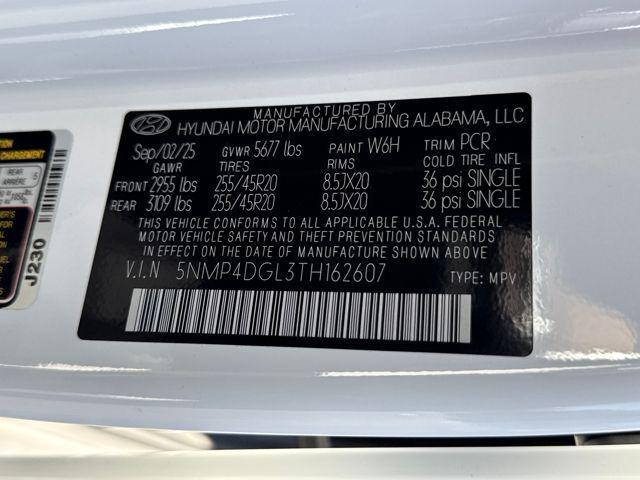 MANUFACTURED BY
HYUNDAI MOTOR MANUFACTURING ALABAMA, LLC
Sep/02/25 GVWR 5677 lbs PAINT W6H TRIM PCR
GAWR TIRES RIMS COLD TIRE INFL
FRONT 2955 lbs 255/45R20 8.5JX20 36 psi SINGLE
REAR 3109 lbs 255/45R20 8.5JX20 36 psi SINGLE
THIS VEHICLE CONFORMS TO ALL APPLICABLE U.S.A. FEDERAL
MOTOR VEHICLE SAFETY AND THEFT PREVENTION STANDARDS
IN EFFECT ON THE DATE OF MANUFACTURE SHOWN ABOVE
V.I.N 5NMP4DGL3TH162607 TYPE: MPV
CHARGEMENT
ARRIÈRE
J230